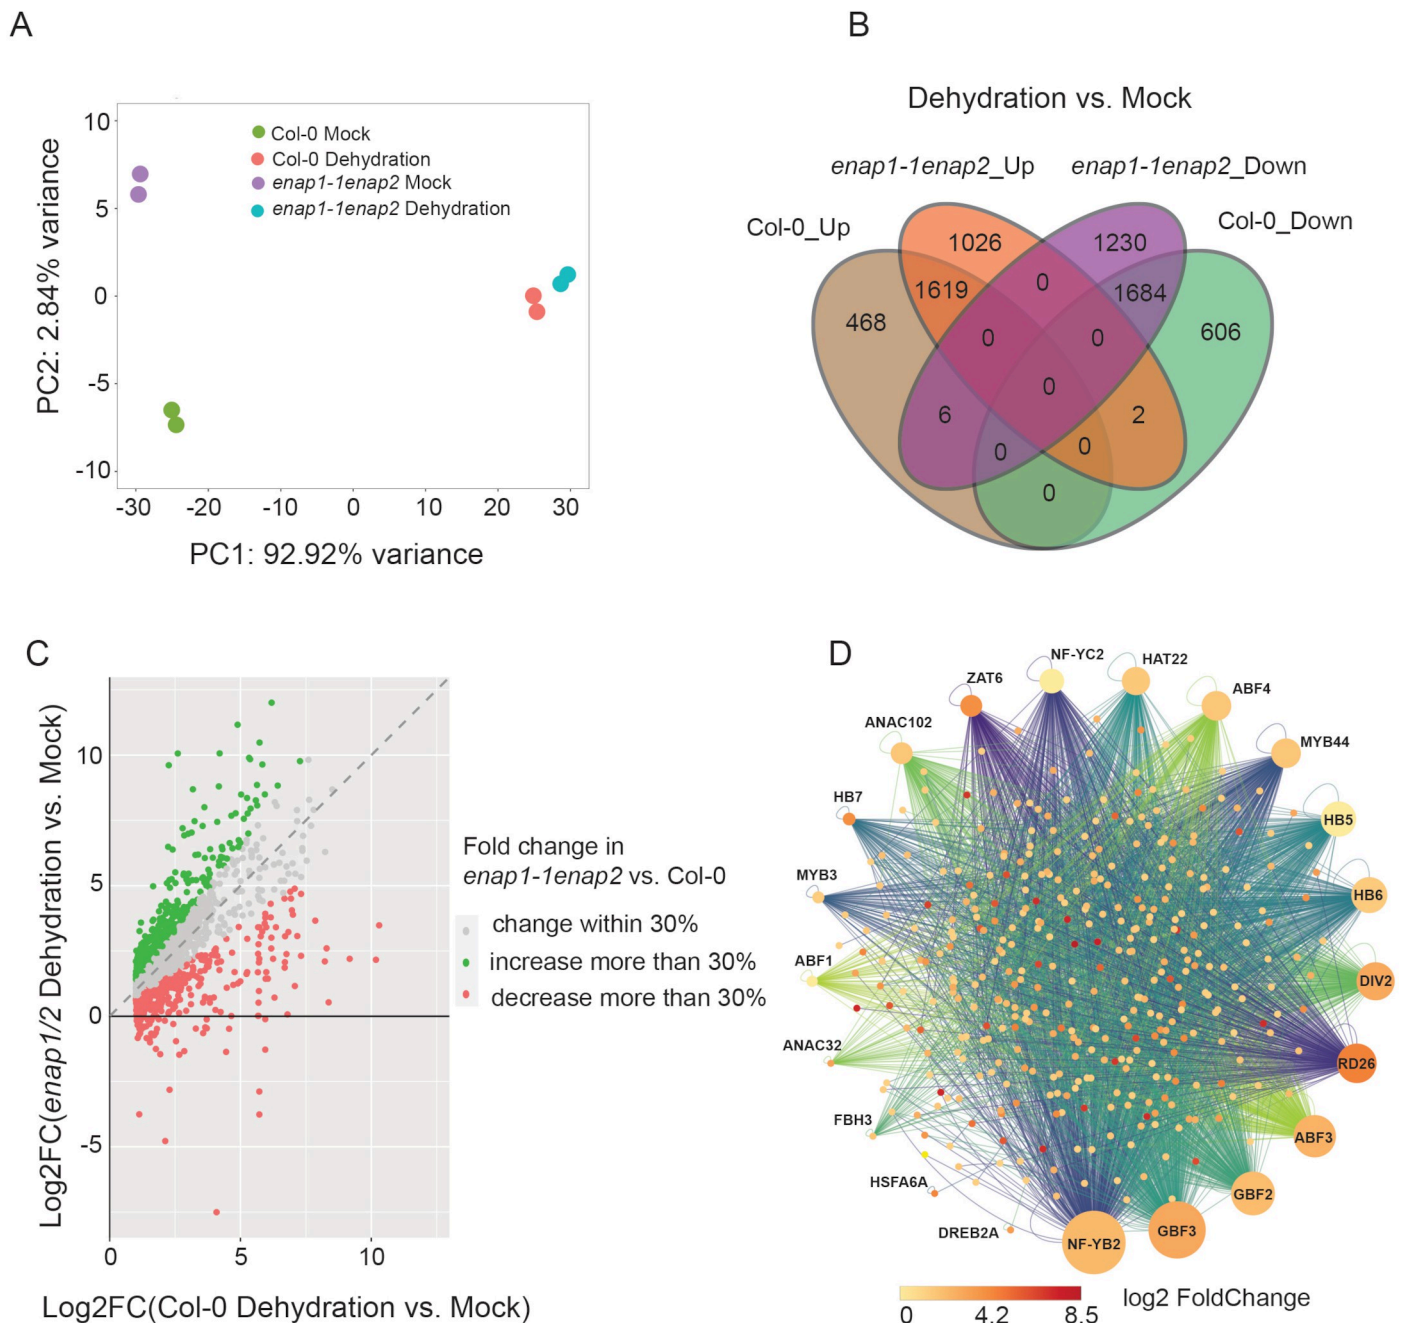 A
10
5
0
-5
-10
PC2: 2.84% variance
Col-0 Mock
Col-0 Dehydration
enap1-1enap2 Mock
enap1-1enap2 Dehydration
-30
-20
-10
0
10
20
30
PC1: 92.92% variance
B
Dehydration vs. Mock
enap1-1enap2_Up
enap1-1enap2_Down
Col-0_Up
Col-0_Down
1026
1230
1619
0
1684
468
0
0
606
0
6
2
0
0
0
C
Log2FC(enap1/2 Dehydration vs. Mock)
10
5
0
-5
0
5
10
Log2FC(Col-0 Dehydration vs. Mock)
Fold change in
enap1-1enap2 vs. Col-0
change within 30%
increase more than 30%
decrease more than 30%
D
NF-YC2
HAT22
ZAT6
ABF4
ANAC102
MYB44
HB7
HB5
MYB3
HB6
ABF1
DIV2
ANAC32
RD26
FBH3
ABF3
HSFA6A
GBF2
DREB2A
NF-YB2
GBF3
0
4.2
8.5
log2 FoldChange